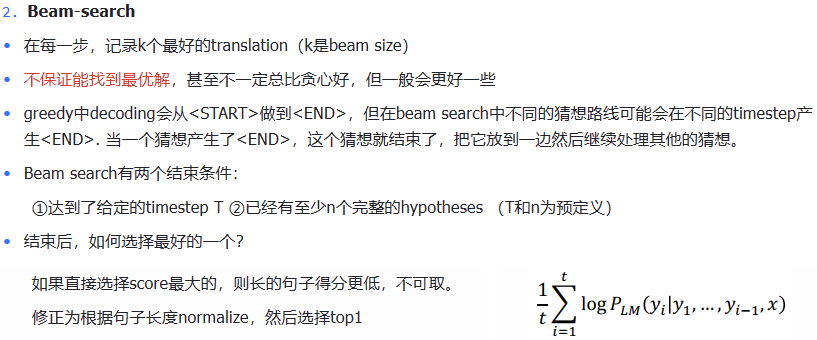 2. Beam-search
• 在每一步，记录k个最好的translation（k是beam size）
• 不保证能找到最优解，甚至不一定总比贪心好，但一般会更好一些
• greedy中decoding会从<START>做到<END>，但在beam search中不同的猜想路线可能会在不同的timestep产
生<END>. 当一个猜想产生了<END>，这个猜想就结束了，把它放到一边然后继续处理其他的猜想。
• Beam search有两个结束条件：
①达到了给定的timestep T ②已经有至少n个完整的hypotheses （T和n为预定义）
• 结束后，如何选择最好的一个？
如果直接选择score最大的，则长的句子得分更低，不可取。
修正为根据句子长度normalize，然后选择top1
$\frac{1}{t}\sum_{i=1}^{t}\log P_{LM}(y_i|y_1, \ldots, y_{i-1}, x)$